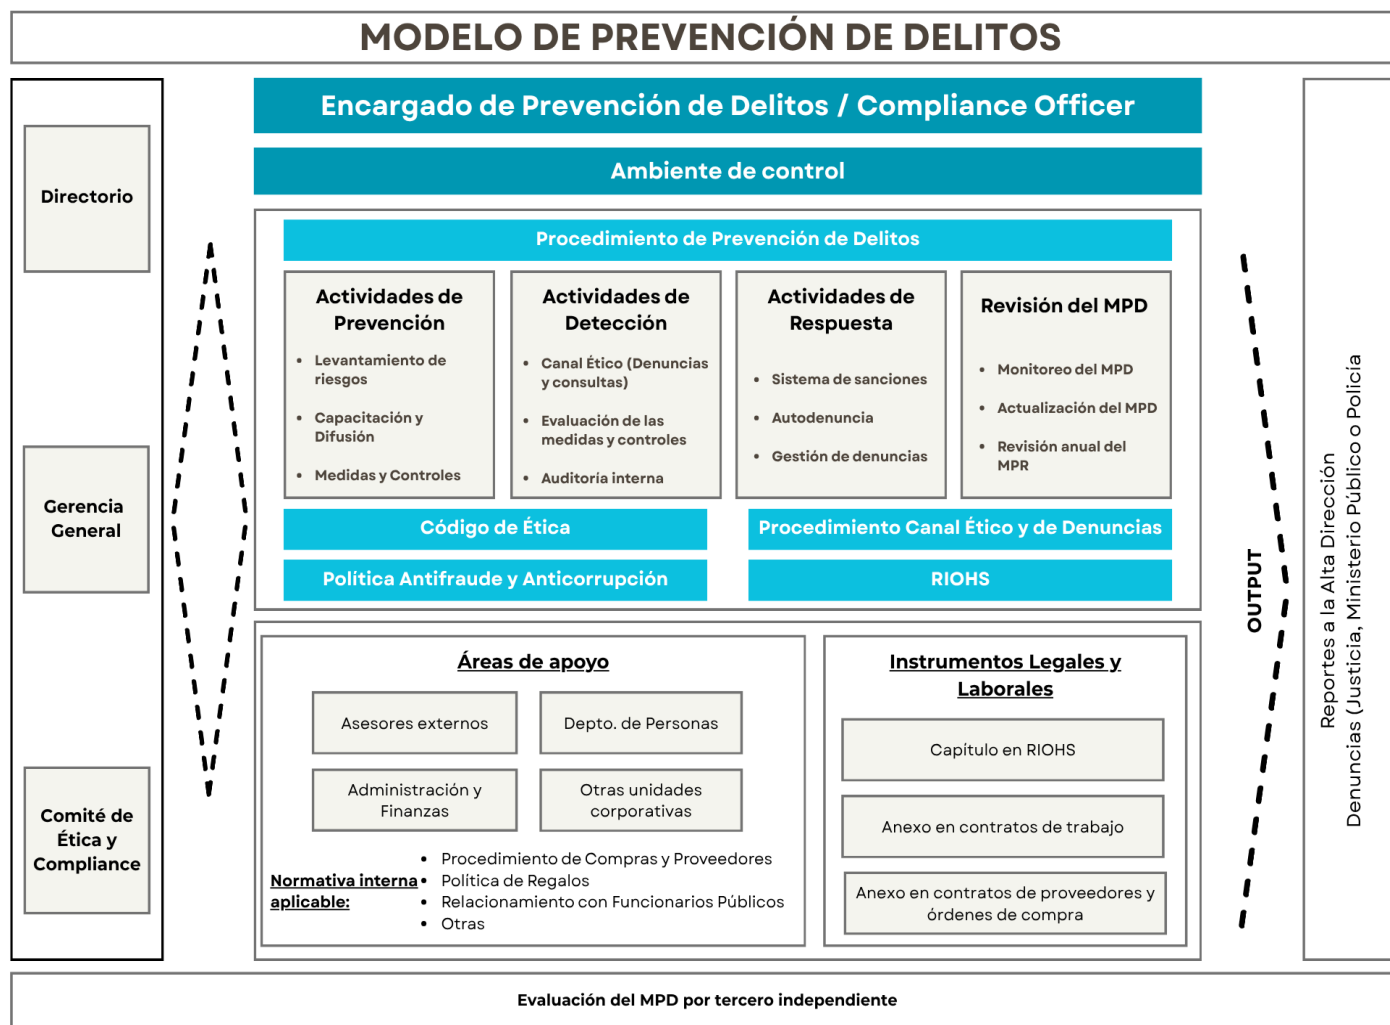 MODELO DE PREVENCIÓN DE DELITOS
Directorio
Gerencia
General
Comité de
Ética y
Compliance
Encargado de Prevención de Delitos / Compliance Officer
Ambiente de control
Procedimiento de Prevención de Delitos
Actividades de
Prevención
• Levantamiento de
riesgos
• Capacitación y
Difusión
• Medidas y Controles
Actividades de
Detección
• Canal Ético (Denuncias
y consultas)
• Evaluación de las
medidas y controles
• Auditoría interna
Actividades de
Respuesta
• Sistema de sanciones
• Autodenuncia
• Gestión de denuncias
Revisión del MPD
• Monitoreo del MPD
• Actualización del MPD
• Revisión anual del
MPR
Código de Ética
Procedimiento Canal Ético y de Denuncias
Política Antifraude y Anticorrupción
RIOHS
Áreas de apoyo
Asesores externos
Depto. de Personas
Administración y
Finanzas
Otras unidades
corporativas
Normativa interna
aplicable:
• Procedimiento de Compras y Proveedores
• Política de Regalos
• Relacionamiento con Funcionarios Públicos
• Otras
Instrumentos Legales y
Laborales
Capítulo en RIOHS
Anexo en contratos de trabajo
Anexo en contratos de proveedores y
órdenes de compra
OUTPUT
Reportes a la Alta Dirección
Denuncias (Justicia, Ministerio Público o Policía
Evaluación del MPD por tercero independiente